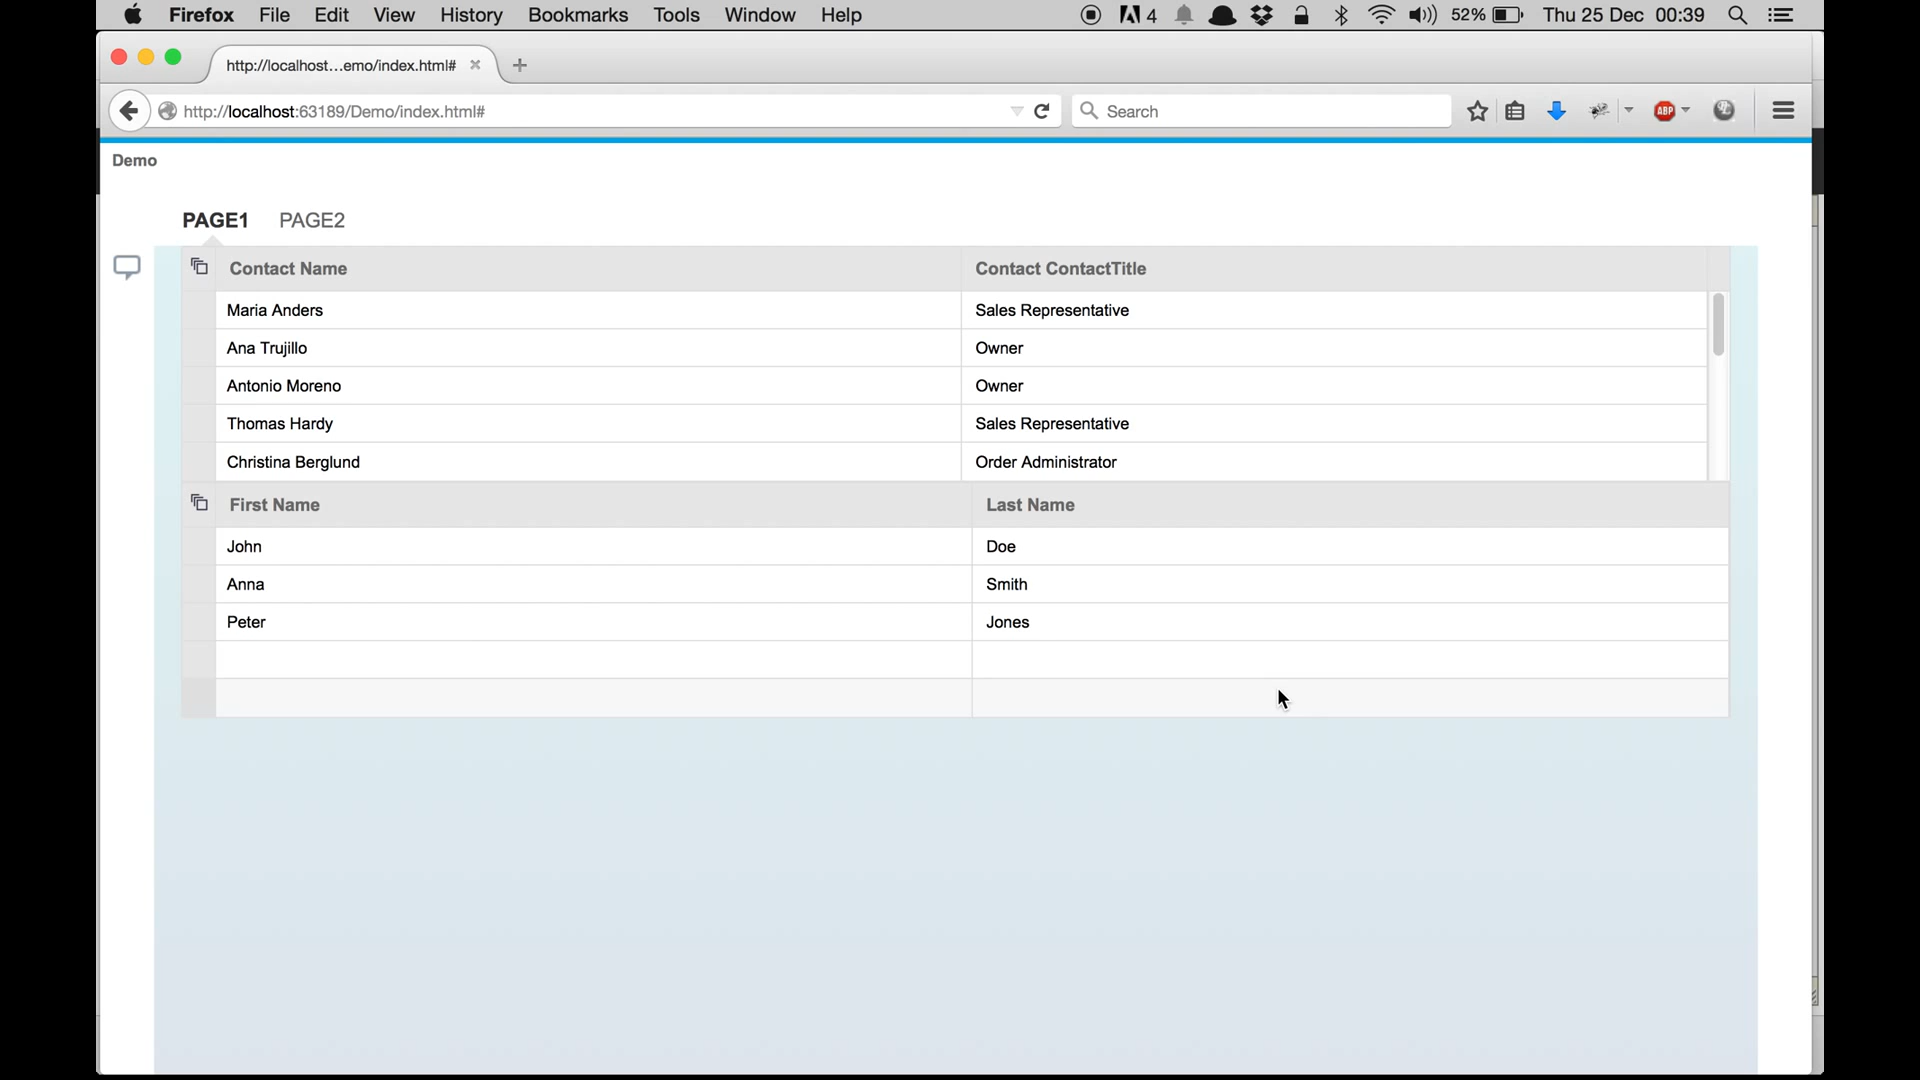 Firefox File Edit View History Bookmarks Tools Window Help 4 52% Thu 25 Dec 00:39
http://localhost...emo/index.html#
http://localhost:63189/Demo/index.html# Search ABP
Demo
PAGE1 PAGE2
Contact Name Contact ContactTitle
Maria Anders Sales Representative
Ana Trujillo Owner
Antonio Moreno Owner
Thomas Hardy Sales Representative
Christina Berglund Order Administrator
First Name Last Name
John Doe
Anna Smith
Peter Jones